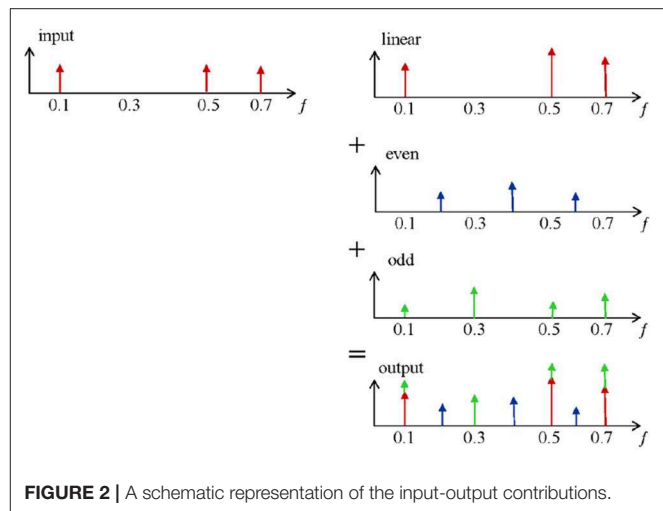 input
0.1 0.3 0.5 0.7 f
linear
0.1 0.3 0.5 0.7 f
+
even
0.1 0.3 0.5 0.7 f
+
odd
0.1 0.3 0.5 0.7 f
=
output
0.1 0.3 0.5 0.7 f
FIGURE 2 | A schematic representation of the input-output contributions.